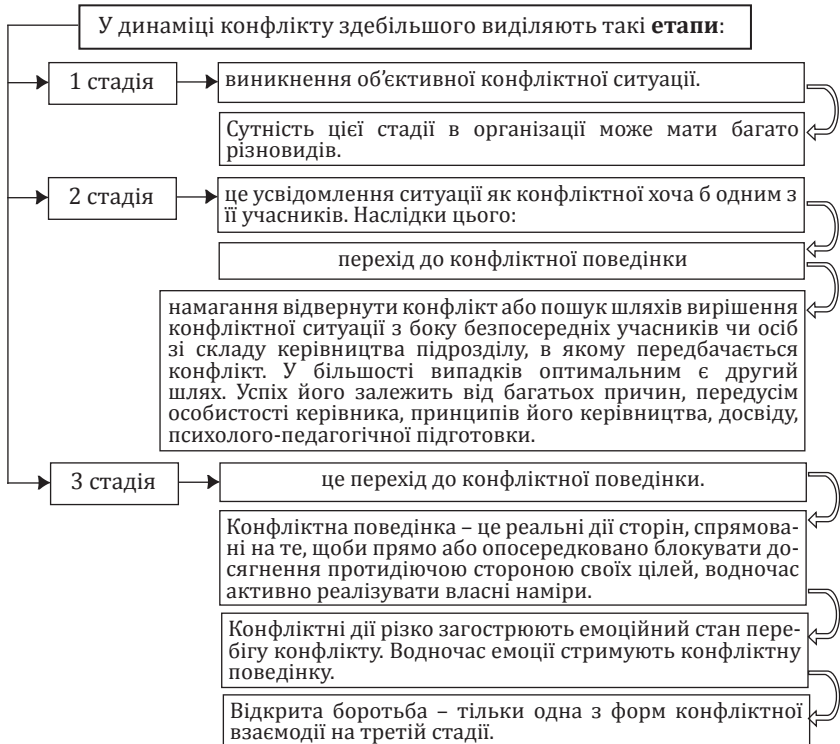 У динаміці конфлікту здебільшого виділяють такі етапи:
1 стадія
виникнення об’єктивної конфліктної ситуації.
Сутність цієї стадії в організації може мати багато
різновидів.
2 стадія
це усвідомлення ситуації як конфліктної хоча б одним з
її учасників. Наслідки цього:
перехід до конфліктної поведінки
намагання відвернути конфлікт або пошук шляхів вирішення
конфліктної ситуації з боку безпосередніх учасників чи осіб
зі складу керівництва підрозділу, в якому передбачається
конфлікт. У більшості випадків оптимальним є другий
шлях. Успіх його залежить від багатьох причин, передусім
особистості керівника, принципів його керівництва, досвіду,
психолого-педагогічної підготовки.
3 стадія
це перехід до конфліктної поведінки.
Конфліктна поведінка – це реальні дії сторін, спрямова-
ні на те, щоби прямо або опосередковано блокувати до-
сягнення протидіючою стороною своїх цілей, водночас
активно реалізувати власні наміри.
Конфліктні дії різко загострюють емоційний стан пере-
бігу конфлікту. Водночас емоції стримують конфліктну
поведінку.
Відкрита боротьба – тільки одна з форм конфліктної
взаємодії на третій стадії.